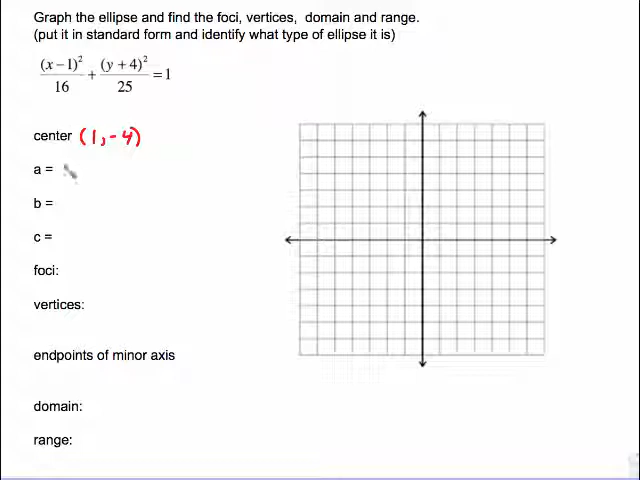 Graph the ellipse and find the foci, vertices, domain and range.
(put it in standard form and identify what type of ellipse it is)
(x − 1)²/16 + (y + 4)²/25 = 1
center (1, -4)
a =
b =
c =
foci:
vertices:
endpoints of minor axis
domain:
range: